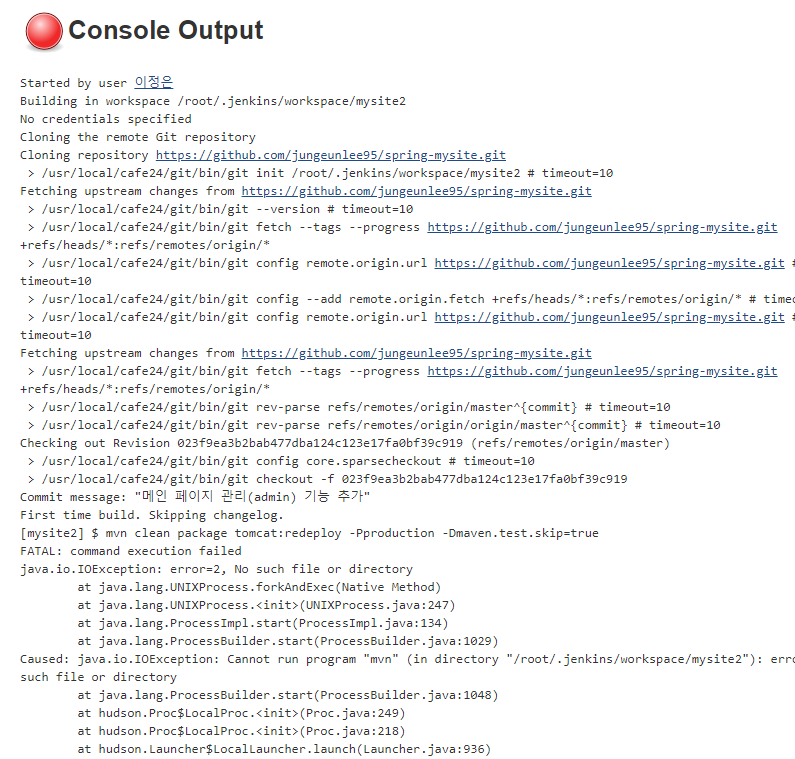 Console Output
Started by user 이정은
Building in workspace /root/.jenkins/workspace/mysite2
No credentials specified
Cloning the remote Git repository
Cloning repository https://github.com/jungeunlee95/spring-mysite.git
> /usr/local/cafe24/git/bin/git init /root/.jenkins/workspace/mysite2 # timeout=10
Fetching upstream changes from https://github.com/jungeunlee95/spring-mysite.git
> /usr/local/cafe24/git/bin/git --version # timeout=10
> /usr/local/cafe24/git/bin/git fetch --tags --progress https://github.com/jungeunlee95/spring-mysite.git
+refs/heads/*:refs/remotes/origin/*
> /usr/local/cafe24/git/bin/git config remote.origin.url https://github.com/jungeunlee95/spring-mysite.git #
timeout=10
> /usr/local/cafe24/git/bin/git config --add remote.origin.fetch +refs/heads/*:refs/remotes/origin/* # time
> /usr/local/cafe24/git/bin/git config remote.origin.url https://github.com/jungeunlee95/spring-mysite.git #
timeout=10
Fetching upstream changes from https://github.com/jungeunlee95/spring-mysite.git
> /usr/local/cafe24/git/bin/git fetch --tags --progress https://github.com/jungeunlee95/spring-mysite.git
+refs/heads/*:refs/remotes/origin/*
> /usr/local/cafe24/git/bin/git rev-parse refs/remotes/origin/master^{commit} # timeout=10
> /usr/local/cafe24/git/bin/git rev-parse refs/remotes/origin/origin/master^{commit} # timeout=10
Checking out Revision 023f9ea3b2bab477dba124c123e17fa0bf39c919 (refs/remotes/origin/master)
> /usr/local/cafe24/git/bin/git config core.sparsecheckout # timeout=10
> /usr/local/cafe24/git/bin/git checkout -f 023f9ea3b2bab477dba124c123e17fa0bf39c919
Commit message: "메인 페이지 관리(admin) 기능 추가"
First time build. Skipping changelog.
[mysite2] $ mvn clean package tomcat:redeploy -Pproduction -Dmaven.test.skip=true
FATAL: command execution failed
java.io.IOException: error=2, No such file or directory
at java.lang.UNIXProcess.forkAndExec(Native Method)
at java.lang.UNIXProcess.<init>(UNIXProcess.java:247)
at java.lang.ProcessImpl.start(ProcessImpl.java:134)
at java.lang.ProcessBuilder.start(ProcessBuilder.java:1029)
Caused: java.io.IOException: Cannot run program "mvn" (in directory "/root/.jenkins/workspace/mysite2"): erro
such file or directory
at java.lang.ProcessBuilder.start(ProcessBuilder.java:1048)
at hudson.Proc$LocalProc.<init>(Proc.java:249)
at hudson.Proc$LocalProc.<init>(Proc.java:218)
at hudson.Launcher$LocalLauncher.launch(Launcher.java:936)